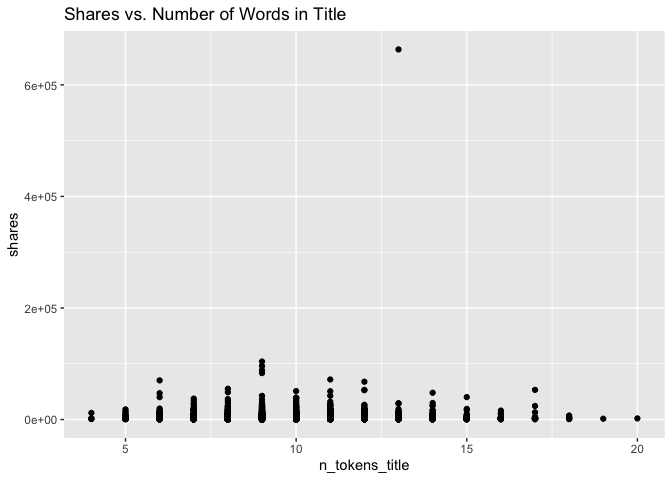 Shares vs. Number of Words in Title
6e+05
4e+05
2e+05
0e+00
shares
5 10 15 20
n_tokens_title